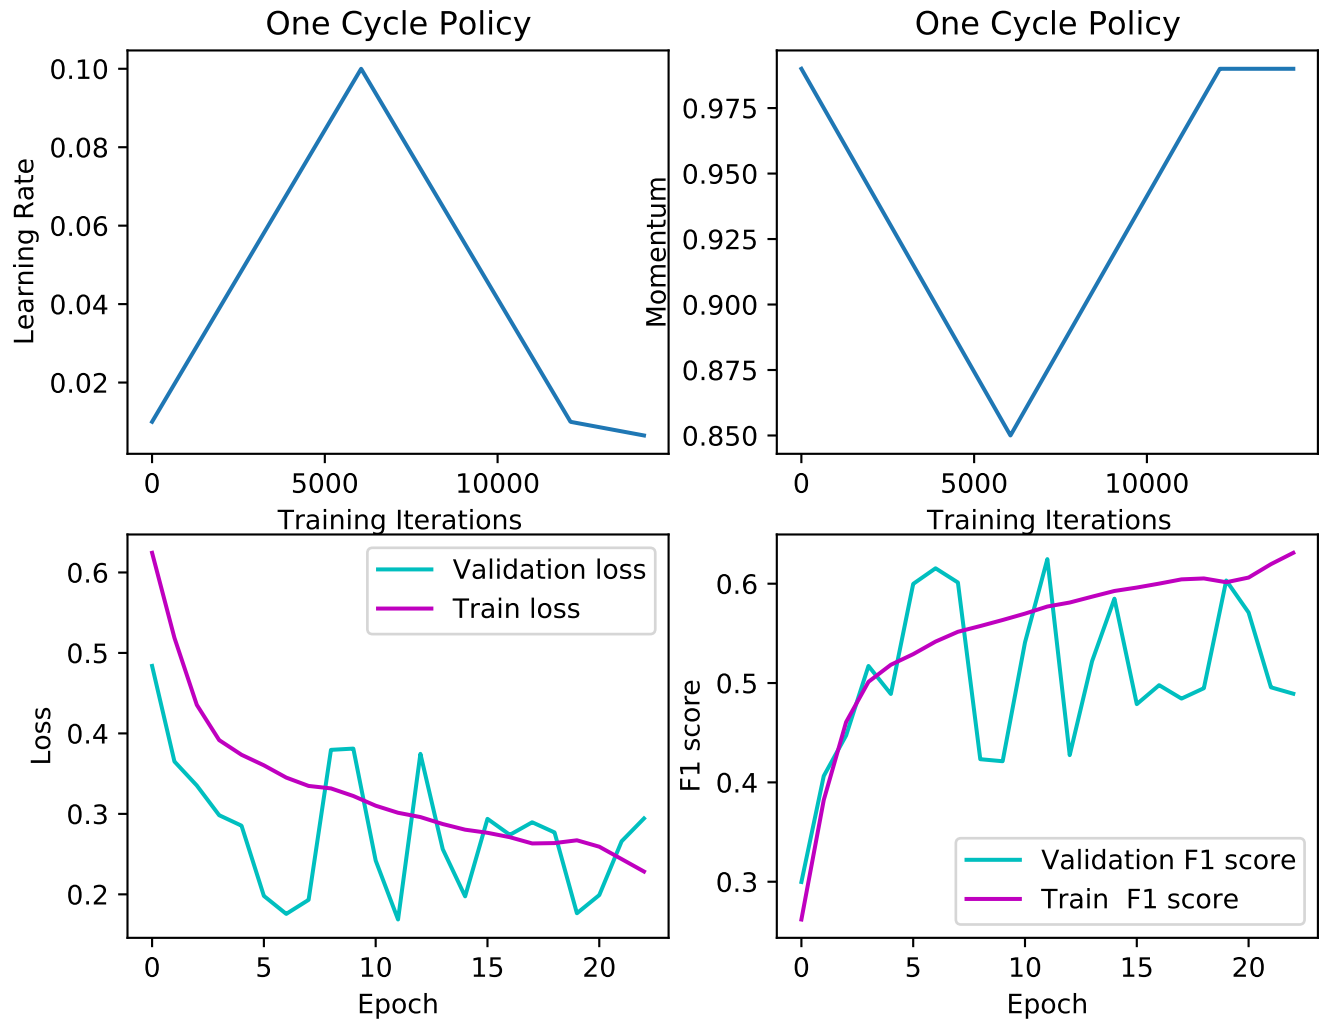 One Cycle Policy
Learning Rate
0.10
0.08
0.06
0.04
0.02
0 5000 10000
Training Iterations
One Cycle Policy
Momentum
0.975
0.950
0.925
0.900
0.875
0.850
0 5000 10000
Training Iterations
Loss
0.6
0.5
0.4
0.3
0.2
Validation loss
Train loss
0 5 10 15 20
Epoch
F1 score
0.6
0.5
0.4
0.3
Validation F1 score
Train F1 score
0 5 10 15 20
Epoch